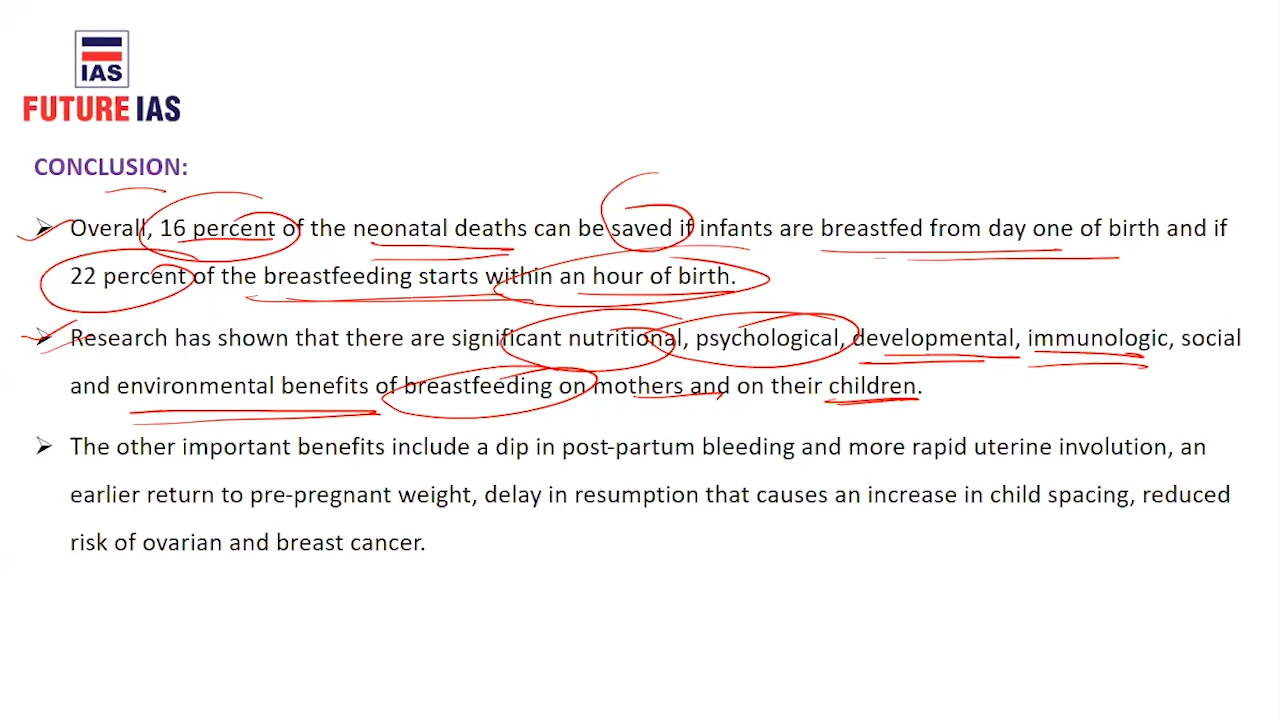 IAS
FUTURE IAS
CONCLUSION:
➢ Overall, 16 percent of the neonatal deaths can be saved if infants are breastfed from day one of birth and if
22 percent of the breastfeeding starts within an hour of birth.
➢ Research has shown that there are significant nutritional, psychological, developmental, immunologic, social
and environmental benefits of breastfeeding on mothers and on their children.
➢ The other important benefits include a dip in post-partum bleeding and more rapid uterine involution, an
earlier return to pre-pregnant weight, delay in resumption that causes an increase in child spacing, reduced
risk of ovarian and breast cancer.